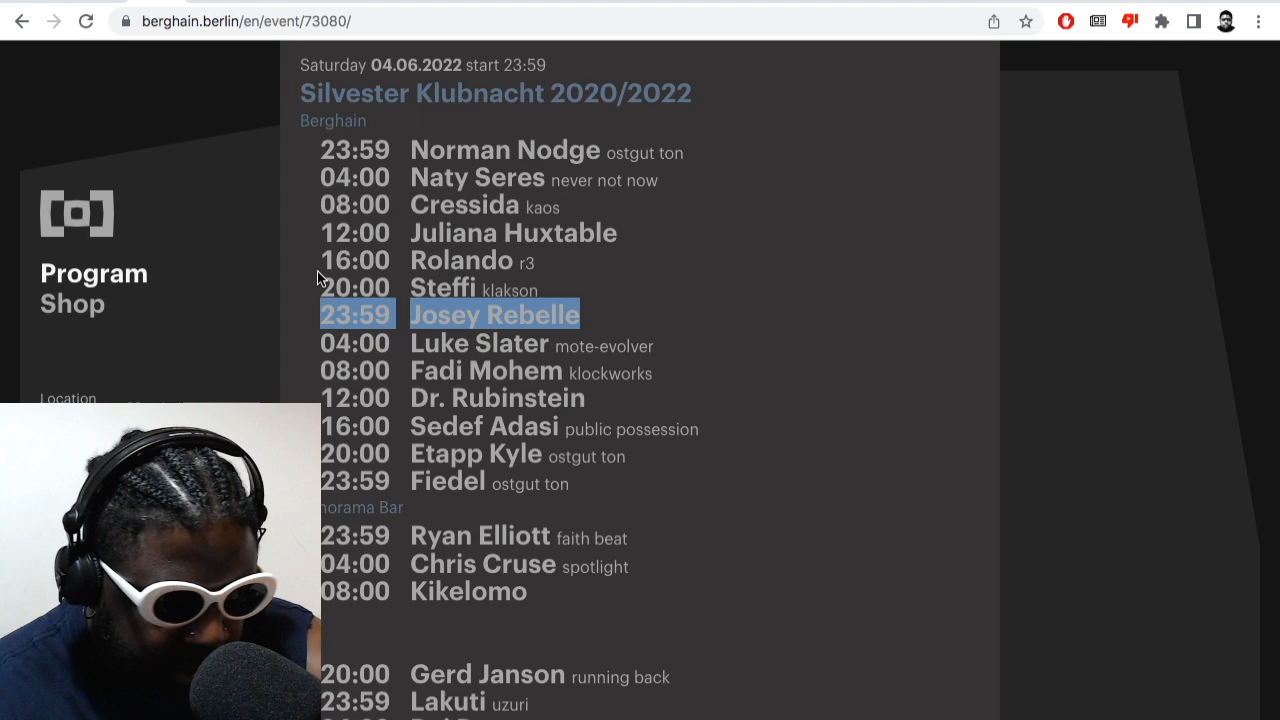 berghain.berlin/en/event/73080/
Saturday 04.06.2022 start 23:59
Silvester Klubnacht 2020/2022
Berghain
23:59 Norman Nodge ostgut ton
04:00 Naty Seres never not now
08:00 Cressida kaos
12:00 Juliana Huxtable
16:00 Rolando r3
20:00 Steffi klakson
23:59 Josey Rebelle
04:00 Luke Slater mote-evolver
08:00 Fadi Mohem klockworks
12:00 Dr. Rubinstein
16:00 Sedef Adasi public possession
20:00 Etapp Kyle ostgut ton
23:59 Fiedel ostgut ton
norama Bar
23:59 Ryan Elliott faith beat
04:00 Chris Cruse spotlight
08:00 Kikelomo
20:00 Gerd Janson running back
23:59 Lakuti uzuri
Program
Shop
Location